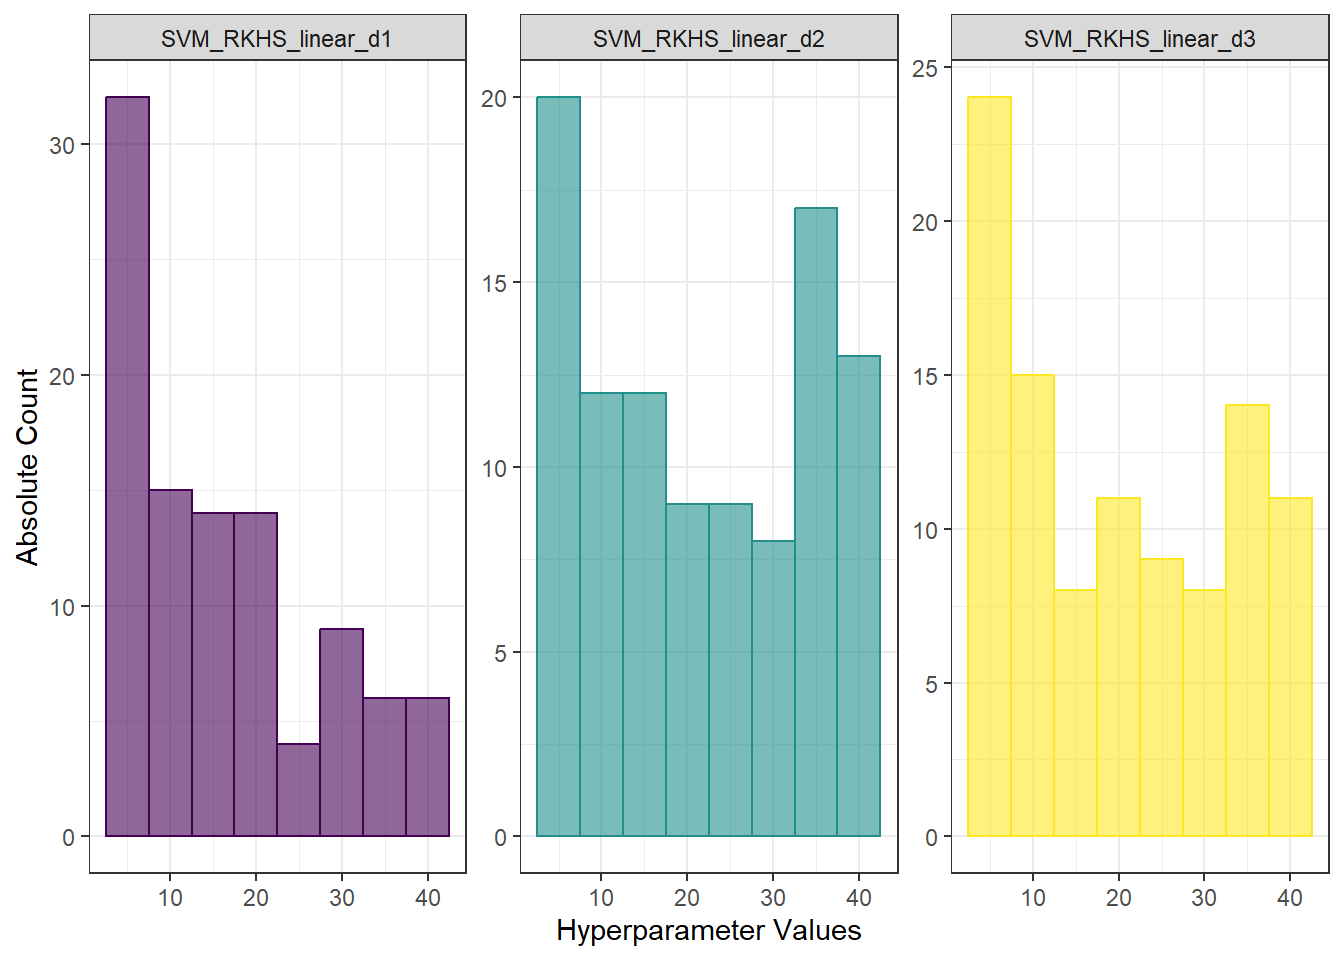 SVM_RKHS_linear_d1
SVM_RKHS_linear_d2
SVM_RKHS_linear_d3
Absolute Count
30
20
10
0
10 20 30 40
20
15
10
5
0
10 20 30 40
25
20
15
10
5
0
10 20 30 40
Hyperparameter Values